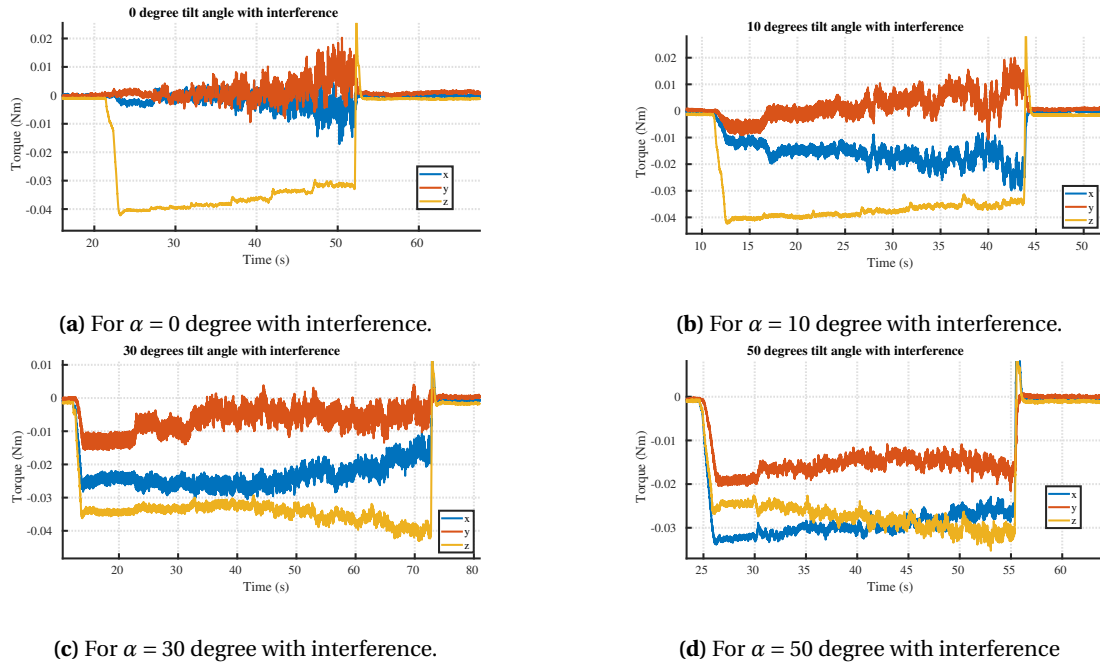 0 degree tilt angle with interference
0.02
0.01
0
-0.01
-0.02
-0.03
-0.04
Torque (Nm)
x
y
z
20 30 40 50 60
Time (s)
(a) For α = 0 degree with interference.
10 degrees tilt angle with interference
0.02
0.01
0
-0.01
-0.02
-0.03
-0.04
Torque (Nm)
x
y
z
10 15 20 25 30 35 40 45 50
Time (s)
(b) For α = 10 degree with interference.
30 degrees tilt angle with interference
0.01
0
-0.01
-0.02
-0.03
-0.04
Torque (Nm)
x
y
z
20 30 40 50 60 70 80
Time (s)
(c) For α = 30 degree with interference.
50 degrees tilt angle with interference
0
-0.01
-0.02
-0.03
Torque (Nm)
x
y
z
25 30 35 40 45 50 55 60
Time (s)
(d) For α = 50 degree with interference